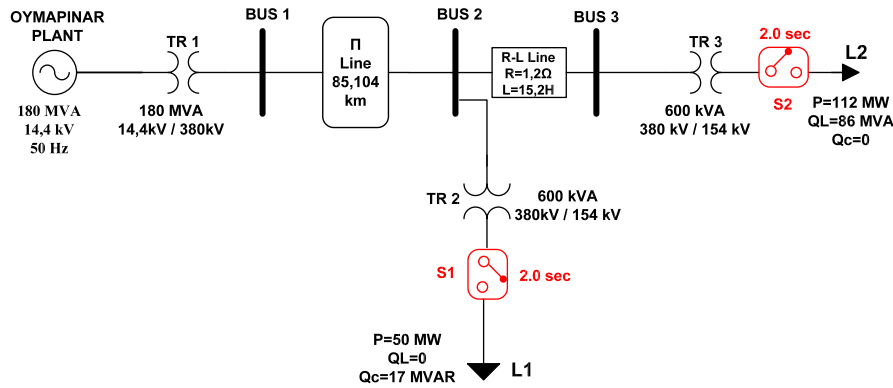 OYMAPINAR
PLANT
180 MVA
14,4 kV
50 Hz
TR 1
180 MVA
14,4kV / 380kV
BUS 1
Π
Line
85,104
km
BUS 2
R-L Line
R=1,2Ω
L=15,2H
BUS 3
TR 3
600 kVA
380 kV / 154 kV
2.0 sec
S2
L2
P=112 MW
QL=86 MVA
Qc=0
TR 2
600 kVA
380kV / 154 kV
S1
2.0 sec
P=50 MW
QL=0
Qc=17 MVAR
L1